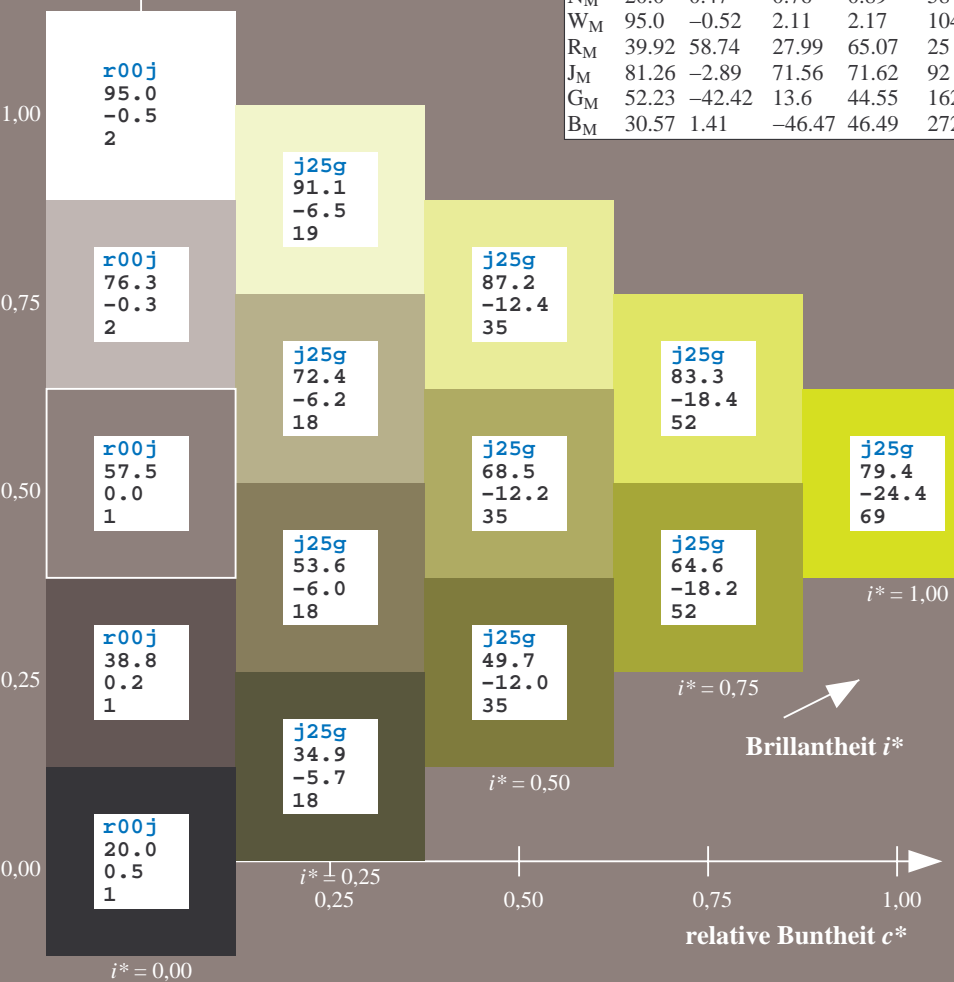 W_M 95.0 −0.52 2.11 2.17
R_M 39.92 58.74 27.99 65.07 25
J_M 81.26 −2.89 71.56 71.62 92
G_M 52.23 −42.42 13.6 44.55
B_M 30.57 1.41 −46.47 46.49
1,00
0,75
0,50
0,25
0,00
r00j
95.0
-0.5
2
r00j
76.3
-0.3
2
r00j
57.5
0.0
1
r00j
38.8
0.2
1
r00j
20.0
0.5
1
i* = 0,00
j25g
91.1
-6.5
19
j25g
72.4
-6.2
18
j25g
53.6
-6.0
18
j25g
34.9
-5.7
18
i* = 0,25
j25g
87.2
-12.4
35
j25g
68.5
-12.2
35
j25g
49.7
-12.0
35
i* = 0,50
j25g
83.3
-18.4
52
j25g
64.6
-18.2
52
i* = 0,75
j25g
79.4
-24.4
69
i* = 1,00
Brillantheit i*
0,25 0,50 0,75 1,00
relative Buntheit c*